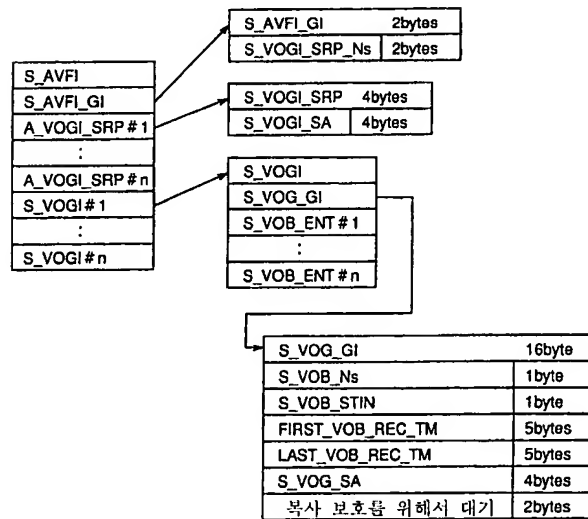 S_AVFI_GI 2bytes
S_VOGI_SRP_Ns 2bytes
S_AVFI
S_AVFI_GI
A_VOGI_SRP#1
:
A_VOGI_SRP#n
S_VOGI#1
:
S_VOGI#n
S_VOGI_SRP 4bytes
S_VOGI_SA 4bytes
S_VOGI
S_VOG_GI
S_VOB_ENT#1
:
S_VOB_ENT#n
S_VOG_GI 16byte
S_VOB_Ns 1byte
S_VOB_STIN 1byte
FIRST_VOB_REC_TM 5bytes
LAST_VOB_REC_TM 5bytes
S_VOG_SA 4bytes
복사 보호를 위해서 대기 2bytes